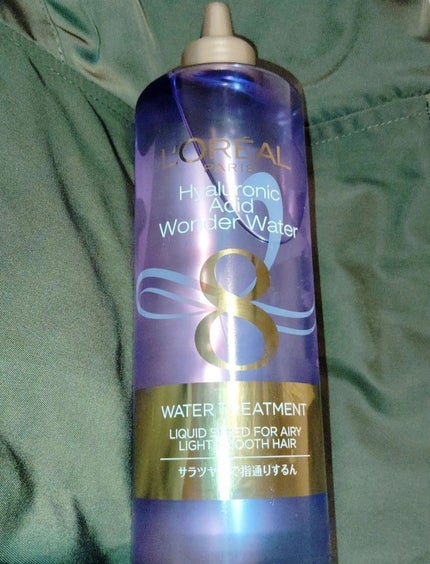 L'ORÉAL
PARIS
Hyaluronic
Acid
Wonder Water
8
WATER TREATMENT
LIQUID FOR AIRY
LIGHT SMOOTH HAIR
サラツヤ で指通りするん